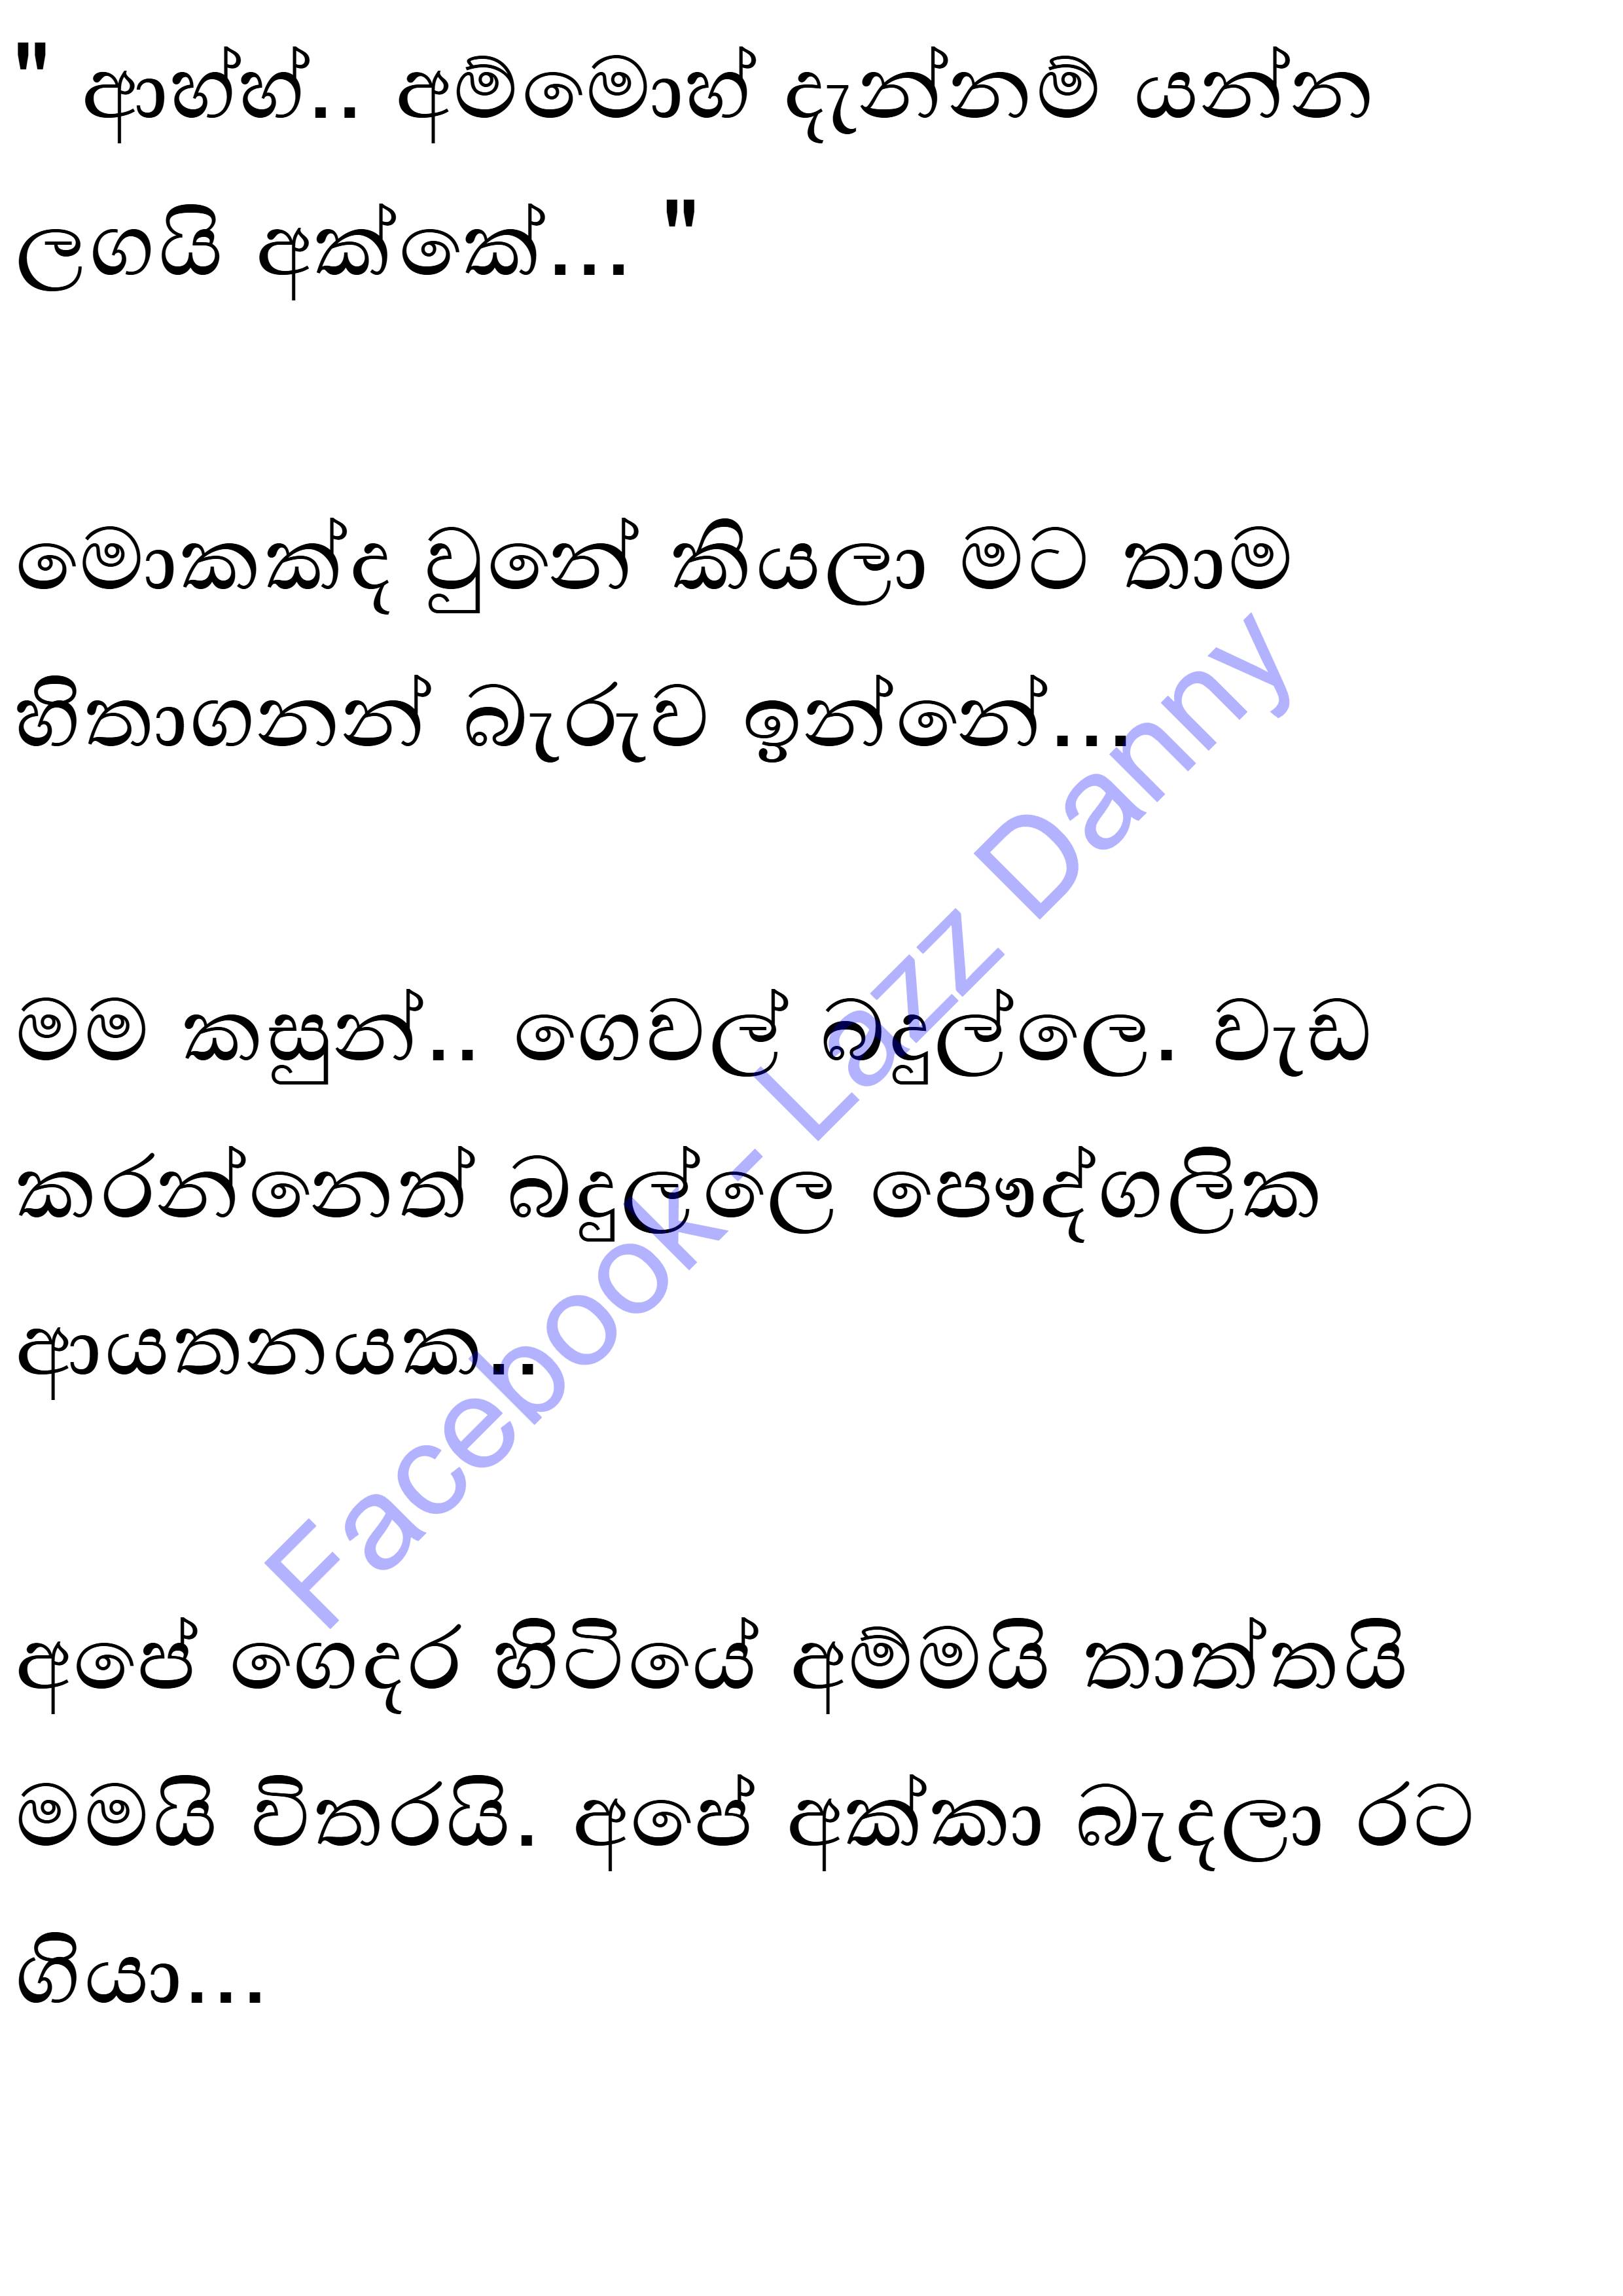 " ආහ්හ්.. අම්මොහ් දැන්නම් යන්න
ලගයි අක්කේ... "
මොකක්ද වුනේ කියලා මට තාම
හිතාගනන් බැරුව ඉන්නේ...
මම කසුන්.. ගෙවල් බදුල්ලෙ. වැඩ
කරන්නෙත් බදුල්ලෙ පෞද්ගලික
ආයතනයක..
අපේ ගෙදර හිටියේ අම්මයි තාත්තයි
මමයි විතරයි. අපේ අක්කා බැදලා රට
ගියා...
Facebook- Lazz Danny